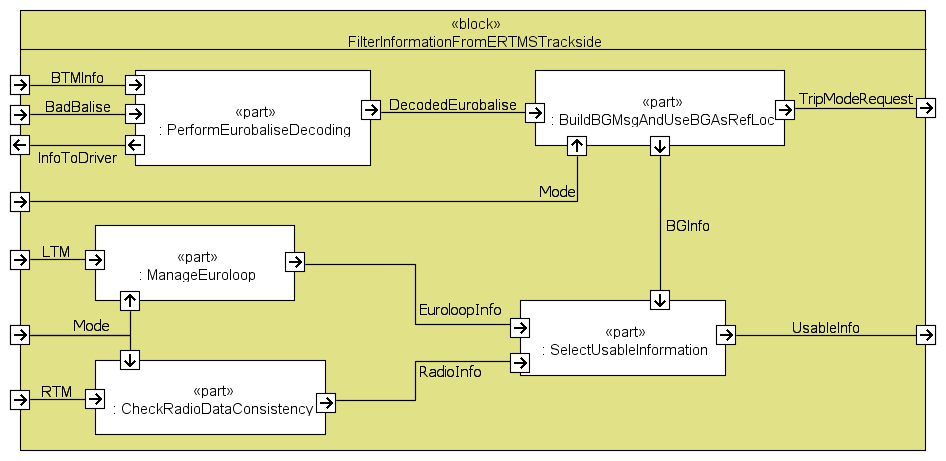 «block»
FilterInformationFromERTMSTrackside
BTMInfo
BadBalise
InfoToDriver
«part»
: PerformEurobaliseDecoding
DecodedEurobalise
«part»
: BuildBGMsgAndUseBGAsRefLoc
TripModeRequest
Mode
BGInfo
LTM
«part»
: ManageEuroloop
EuroloopInfo
Mode
«part»
: SelectUsableInformation
UsableInfo
RadioInfo
RTM
«part»
: CheckRadioDataConsistency